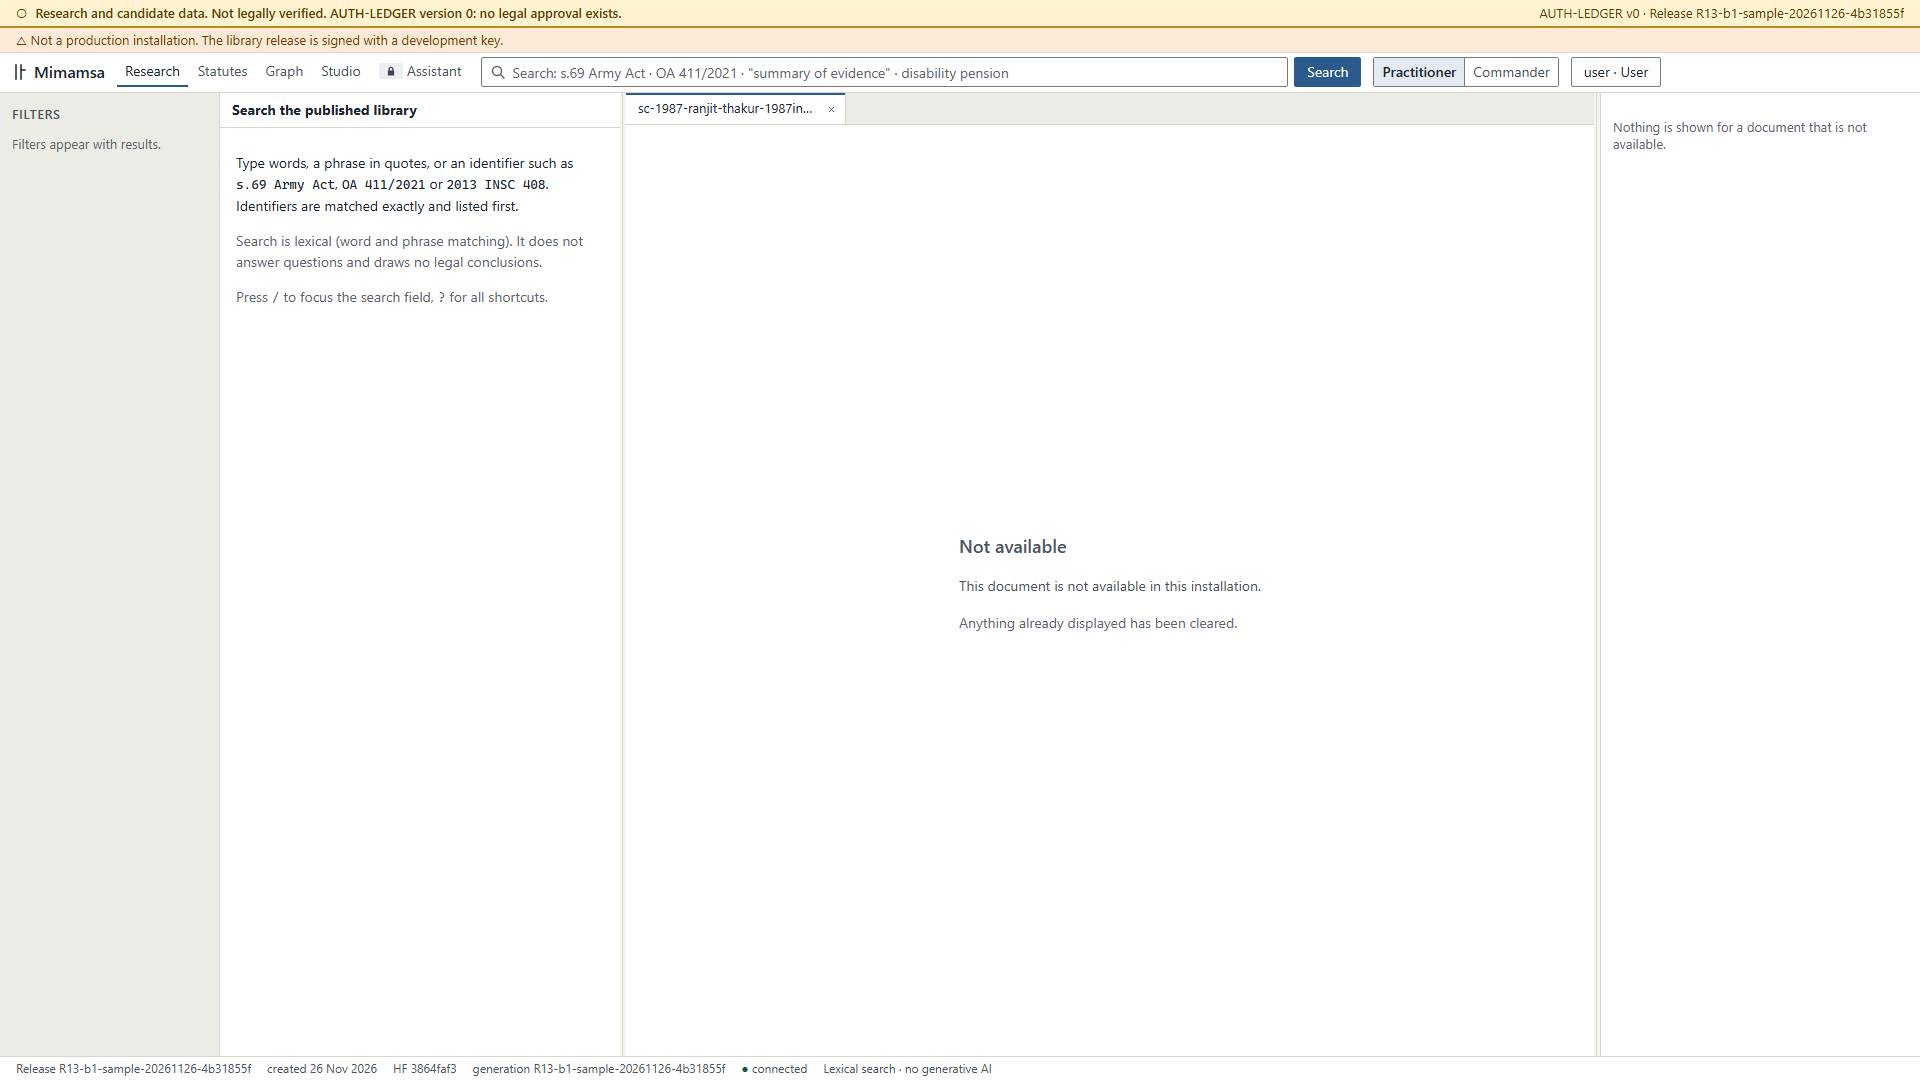 Research and candidate data. Not legally verified. AUTH-LEDGER version 0: no legal approval exists.
AUTH-LEDGER v0 · Release R13-b1-sample-20261126-4b31855f
⚠ Not a production installation. The library release is signed with a development key.
Mimamsa
Research
Statutes
Graph
Studio
Assistant
Search: s.69 Army Act · OA 411/2021 · "summary of evidence" · disability pension
Search
Practitioner
Commander
user · User
FILTERS
Filters appear with results.
Search the published library
Type words, a phrase in quotes, or an identifier such as
s.69 Army Act, OA 411/2021 or 2013 INSC 408.
Identifiers are matched exactly and listed first.
Search is lexical (word and phrase matching). It does not
answer questions and draws no legal conclusions.
Press / to focus the search field, ? for all shortcuts.
sc-1987-ranjit-thakur-1987in... ×
Not available
This document is not available in this installation.
Anything already displayed has been cleared.
Nothing is shown for a document that is not
available.
Release R13-b1-sample-20261126-4b31855f
created 26 Nov 2026
HF 3864faf3
generation R13-b1-sample-20261126-4b31855f
● connected
Lexical search · no generative AI